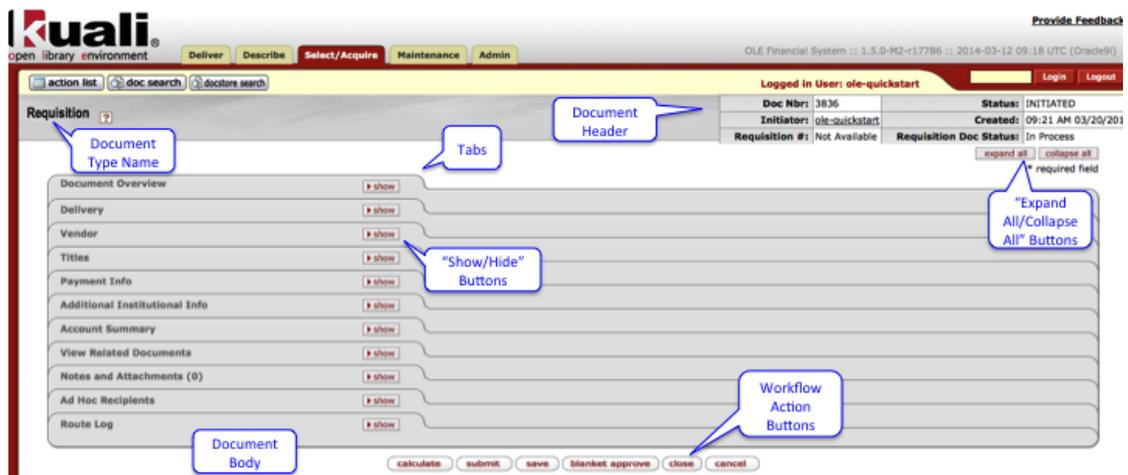 Provide Feedback
kuali®
open library environment
Deliver Describe Select/Acquire Maintenance Admin
OLE Financial System :: 1.5.0-M2-r17786 :: 2014-03-12 09:18 UTC (Oracle9i)
action list doc search docstore search
Logged in User: ole-quickstart
Login Logout
Requisition ?
Document
Header
Doc Nbr: 3836 Status: INITIATED
Initiator: ole-quickstart Created: 09:21 AM 03/20/201
Requisition #: Not Available Requisition Doc Status: In Process
Document
Type Name
Tabs
expand all collapse all
* required field
Document Overview show
Delivery show
Vendor show
Titles show
Payment Info show
Additional Institutional Info show
Account Summary show
View Related Documents show
Notes and Attachments (0) show
Ad Hoc Recipients show
Route Log show
"Expand
All/Collapse
All" Buttons
"Show/Hide"
Buttons
Workflow
Action
Buttons
Document
Body
calculate submit save blanket approve close cancel